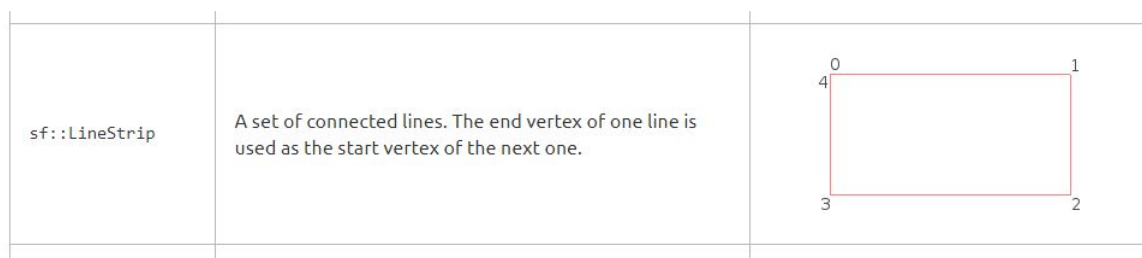 sf::LineStrip
A set of connected lines. The end vertex of one line is
used as the start vertex of the next one.
0
1
4
3
2